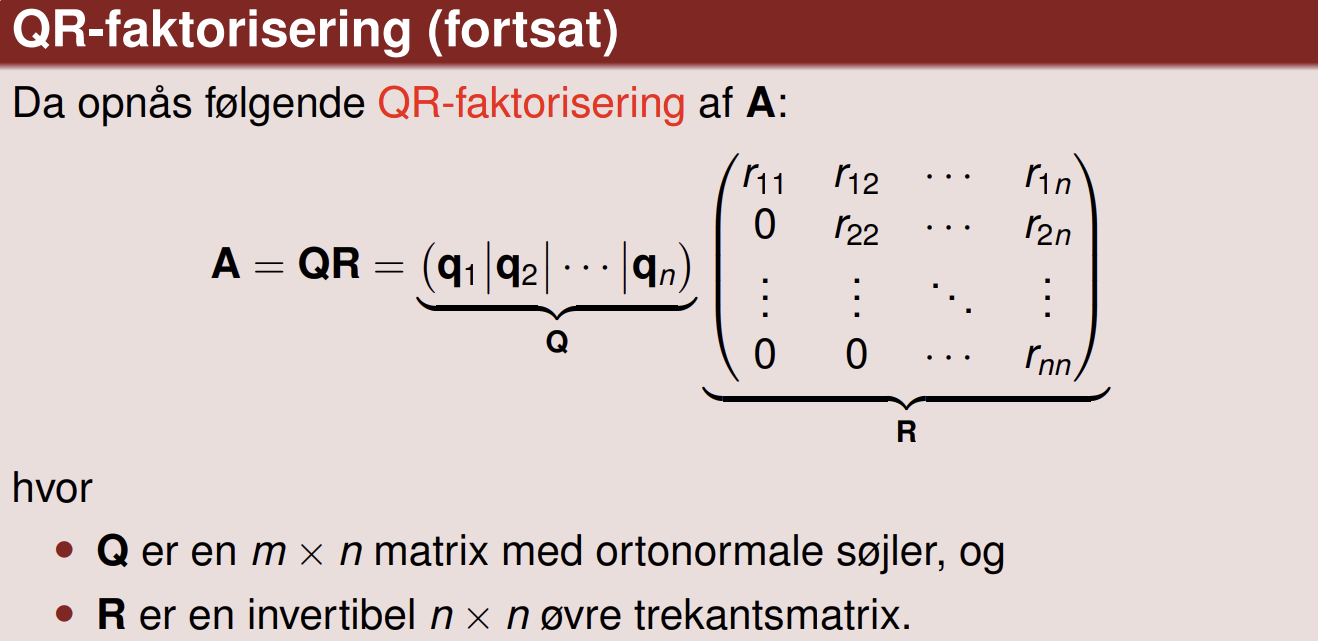 QR-faktorisering (fortsat)
Da opnås følgende QR-faktorisering af A:
A = QR = (q₁|q₂|···|qₙ) ( r₁₁ r₁₂ ··· r₁ₙ
0 r₂₂ ··· r₂ₙ
⋮ ⋮ ⋱ ⋮
0 0 ··· rₙₙ )
Q
R
hvor
• Q er en m × n matrix med ortonormale søjler, og
• R er en invertibel n × n øvre trekantsmatrix.